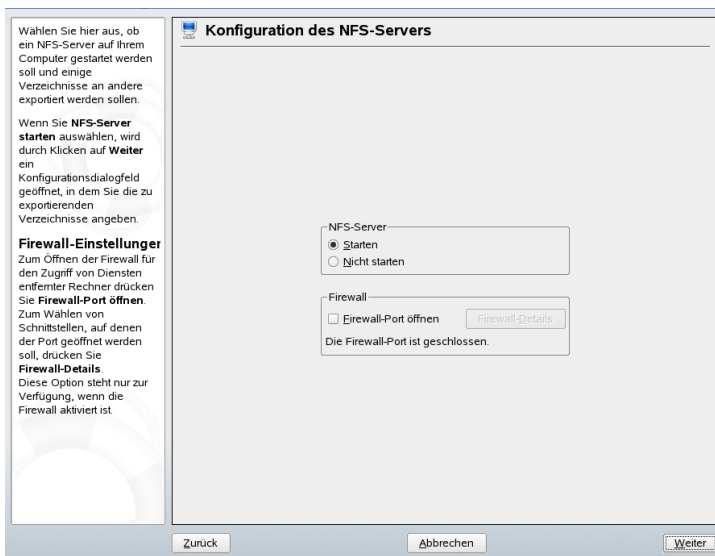 Wählen Sie hier aus, ob
ein NFS-Server auf Ihrem
Computer gestartet werden
soll und einige
Verzeichnisse an andere
exportiert werden sollen.
Wenn Sie NFS-Server
starten auswählen, wird
durch Klicken auf Weiter
ein
Konfigurationsdialogfeld
geöffnet, in dem Sie die zu
exportierenden
Verzeichnisse angeben.
Firewall-Einstellunger
Zum Öffnen der Firewall für
den Zugriff von Diensten
entfernter Rechner drücken
Sie Firewall-Port öffnen.
Zum Wählen von
Schnittstellen, auf denen
der Port geöffnet werden
soll, drücken Sie
Firewall-Details.
Diese Option steht nur zur
Verfügung, wenn die
Firewall aktiviert ist.
Konfiguration des NFS-Servers
NFS-Server
Starten
Nicht starten
Firewall
Firewall-Port öffnen
Firewall-Details
Die Firewall-Port ist geschlossen.
Zurück
Abbrechen
Weiter